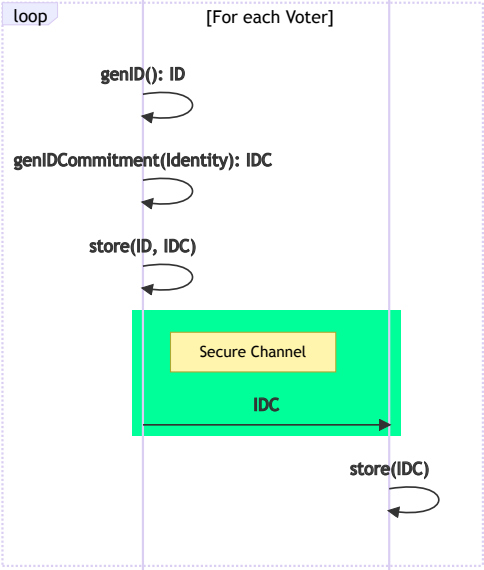 loop
[For each Voter]
genID(): ID
genIDCommitment(Identity): IDC
store(ID, IDC)
Secure Channel
IDC
store(IDC)